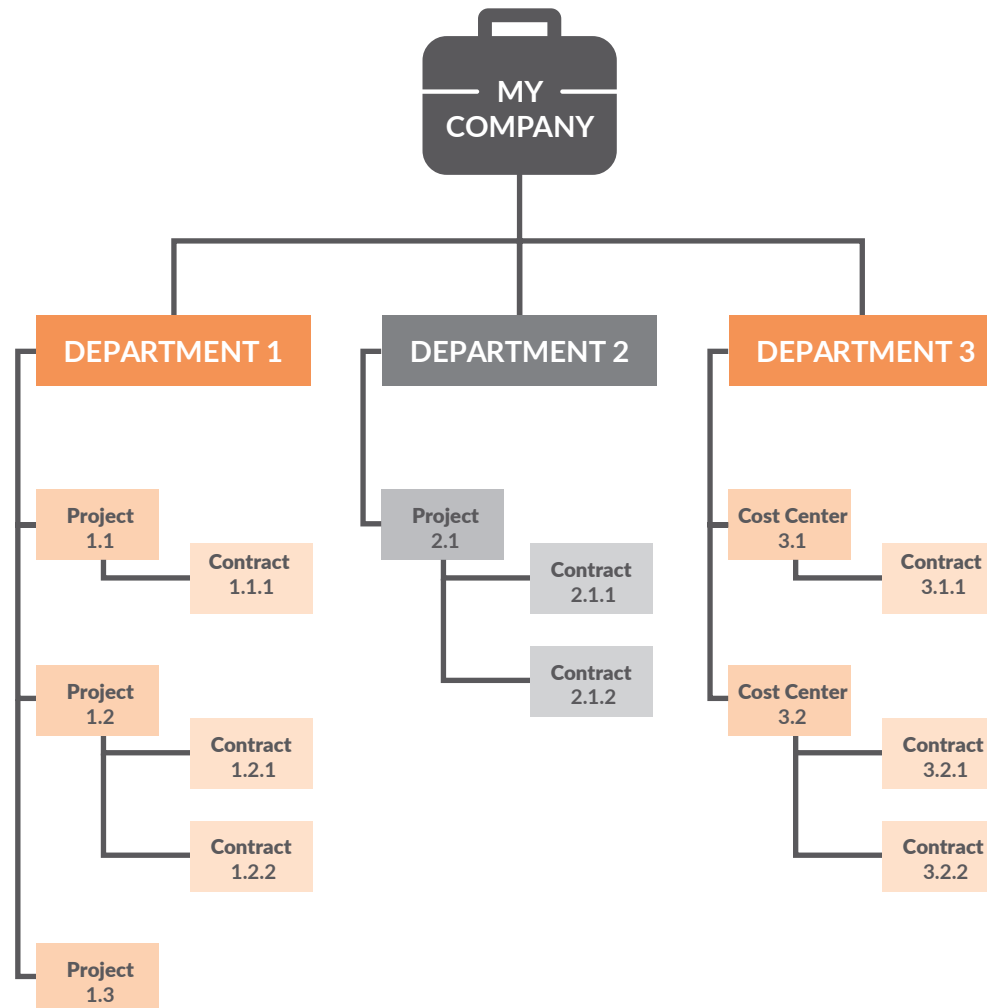 MY
COMPANY
DEPARTMENT 1
DEPARTMENT 2
DEPARTMENT 3
Project
1.1
Contract
1.1.1
Project
1.2
Contract
1.2.1
Contract
1.2.2
Project
1.3
Project
2.1
Contract
2.1.1
Contract
2.1.2
Cost Center
3.1
Contract
3.1.1
Cost Center
3.2
Contract
3.2.1
Contract
3.2.2